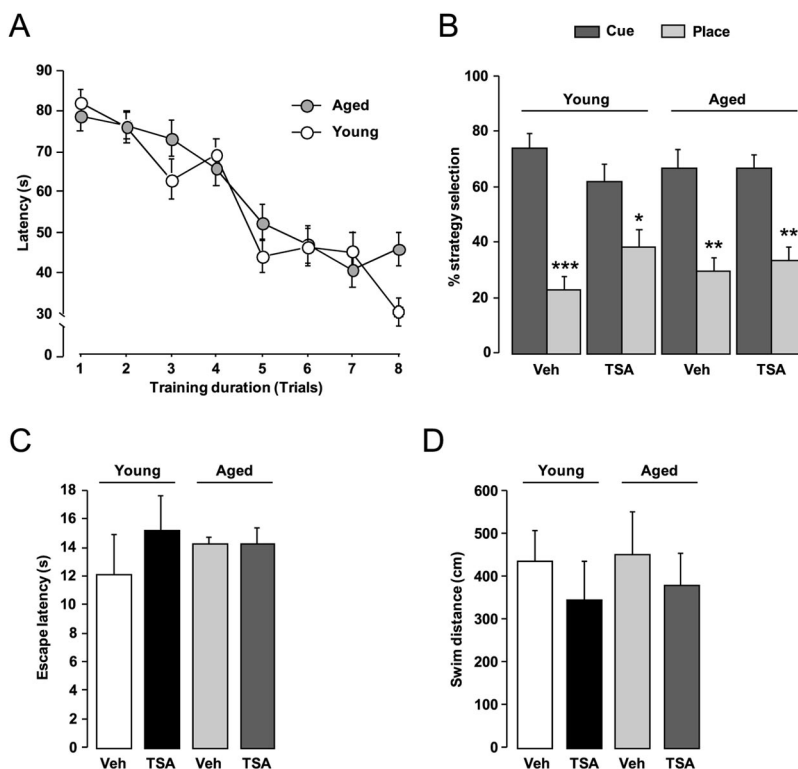 A
Latency (s)
90
80
70
60
50
40
30
0
Aged
Young
1 2 3 4 5 6 7 8
Training duration (Trials)
B
Cue Place
% strategy selection
100
80
60
40
20
0
Young Aged
*** * ** **
Veh TSA Veh TSA
C
Escape latency (s)
Young Aged
18
16
14
12
10
8
6
4
2
0
Veh TSA Veh TSA
D
Swim distance (cm)
Young Aged
600
500
400
300
200
100
0
Veh TSA Veh TSA